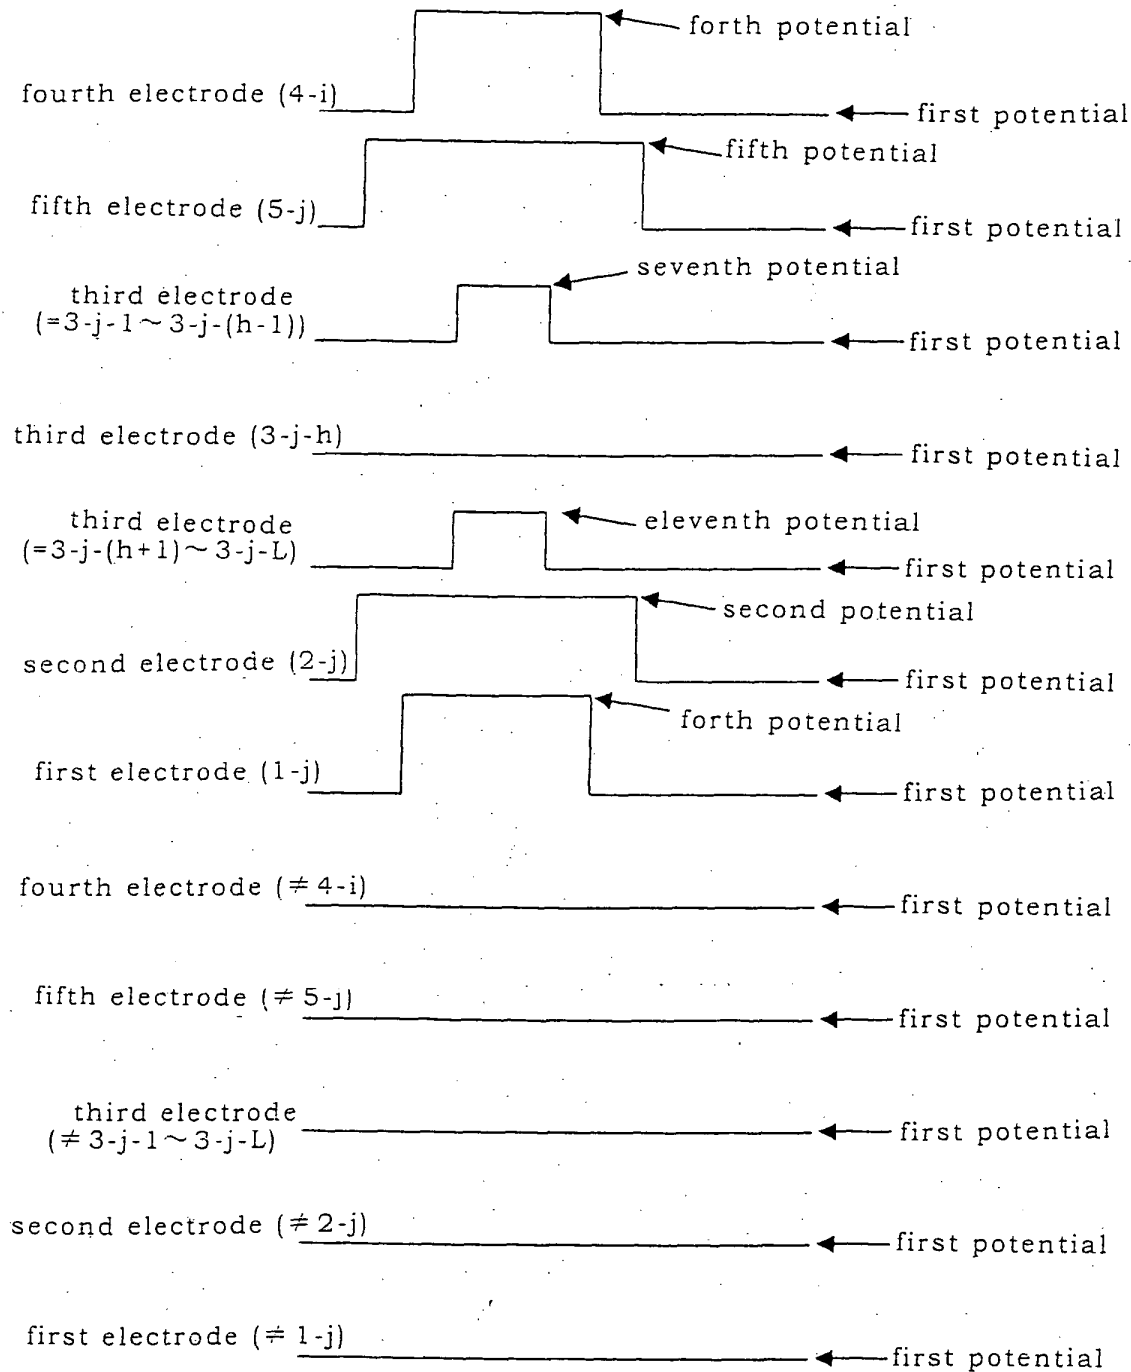 forth potential
fourth electrode (4-i)
first potential
fifth potential
fifth electrode (5-j)
first potential
seventh potential
third electrode
(=3-j-1~3-j-(h-1))
first potential
third electrode (3-j-h)
first potential
third electrode
(=3-j-(h+1)~3-j-L)
eleventh potential
first potential
second potential
second electrode (2-j)
first potential
forth potential
first electrode (1-j)
first potential
fourth electrode (≠4-i)
first potential
fifth electrode (≠5-j)
first potential
third electrode
(≠3-j-1~3-j-L)
first potential
second electrode (≠2-j)
first potential
first electrode (≠1-j)
first potential